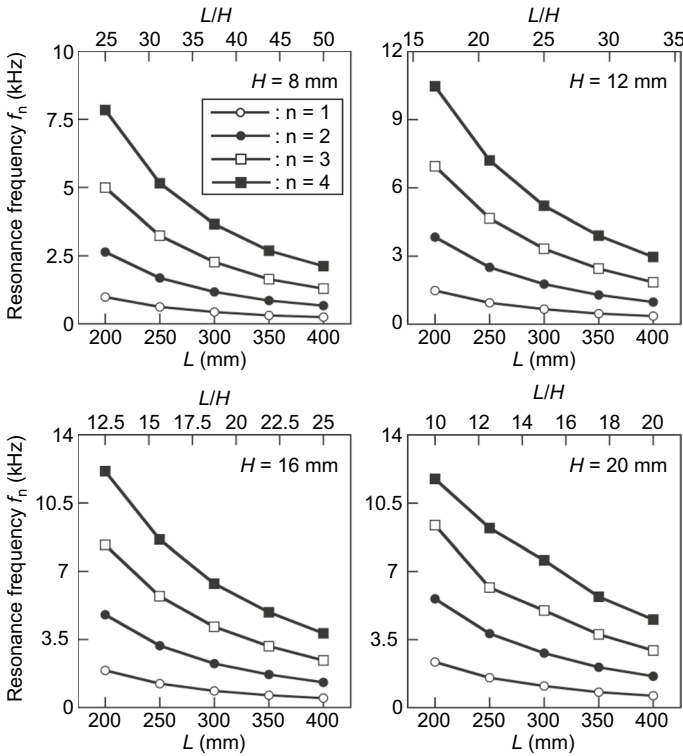 L/H
25 30 35 40 45 50
10
7.5
5
2.5
0
Resonance frequency fn (kHz)
H = 8 mm
: n = 1
: n = 2
: n = 3
: n = 4
200 250 300 350 400
L (mm)
L/H
20 25 30 35
12
9
6
3
0
H = 12 mm
200 250 300 350 400
L (mm)
L/H
12.5 15 17.5 20 22.5 25
14
10.5
7
3.5
0
Resonance frequency fn (kHz)
H = 16 mm
200 250 300 350 400
L (mm)
L/H
10 12 14 16 18 20
14
10.5
7
3.5
0
H = 20 mm
200 250 300 350 400
L (mm)